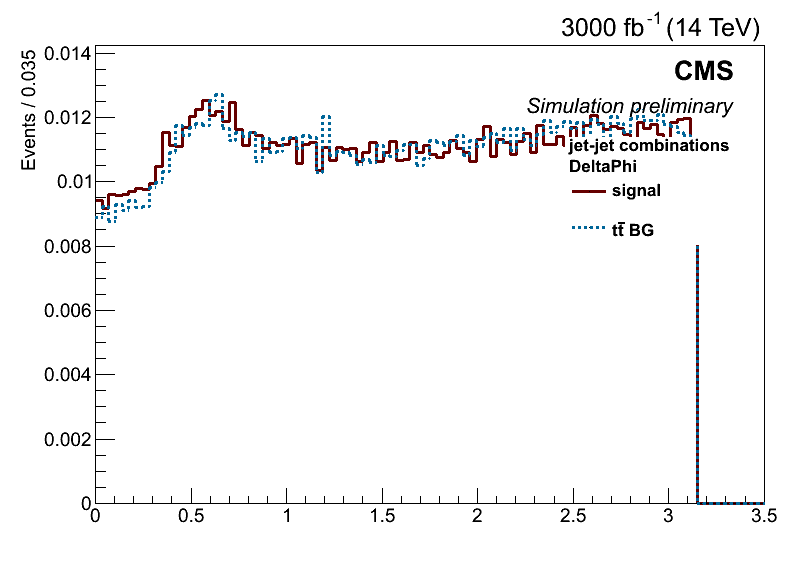 3000 fb⁻¹ (14 TeV)
Events / 0.035
CMS
Simulation preliminary
jet-jet combinations
DeltaPhi
signal
tt̄ BG
0.014
0.012
0.01
0.008
0.006
0.004
0.002
0
0 0.5 1 1.5 2 2.5 3 3.5